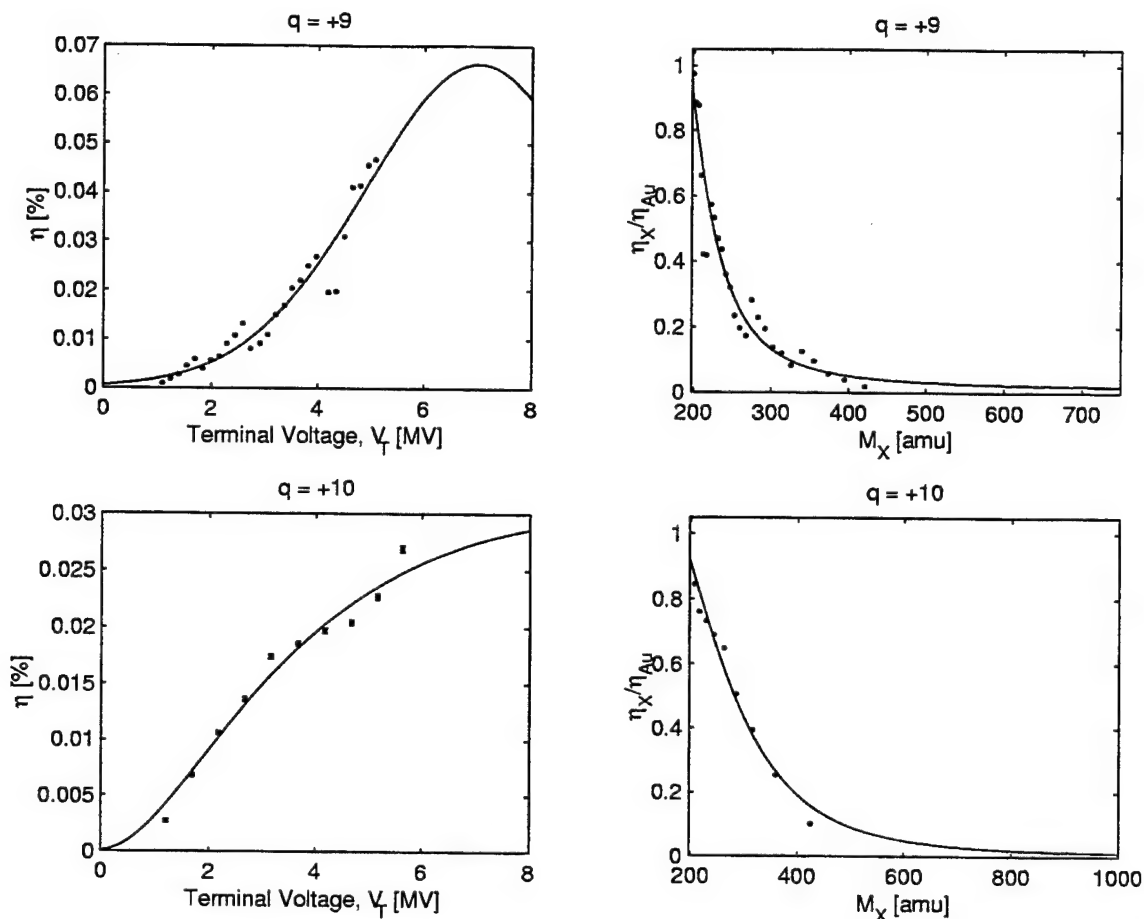 q = +9
0.07
0.06
0.05
0.04
0.03
0.02
0.01
0
η [%]
0 2 4 6 8
Terminal Voltage, V_T [MV]
q = +9
1
0.8
0.6
0.4
0.2
0
η_X/η_Au
200 300 400 500 600 700
M_X [amu]
q = +10
0.03
0.025
0.02
0.015
0.01
0.005
0
η [%]
0 2 4 6 8
Terminal Voltage, V_T [MV]
q = +10
1
0.8
0.6
0.4
0.2
0
η_X/η_Au
200 400 600 800 1000
M_X [amu]